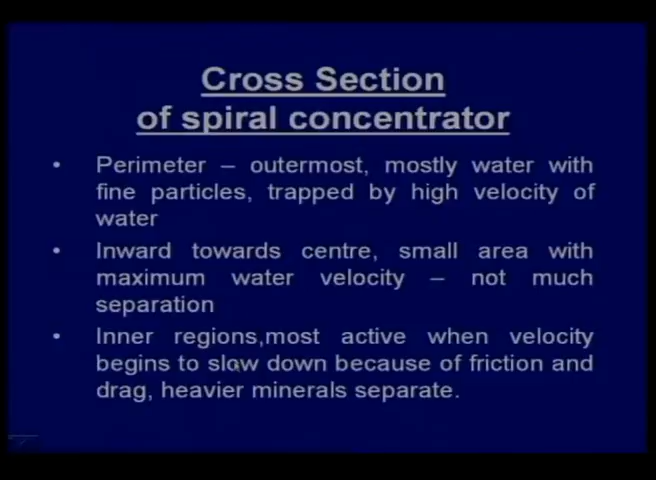 Cross Section
of spiral concentrator
• Perimeter – outermost, mostly water with
fine particles, trapped by high velocity of
water
• Inward towards centre, small area with
maximum water velocity – not much
separation
• Inner regions,most active when velocity
begins to slow down because of friction and
drag, heavier minerals separate.